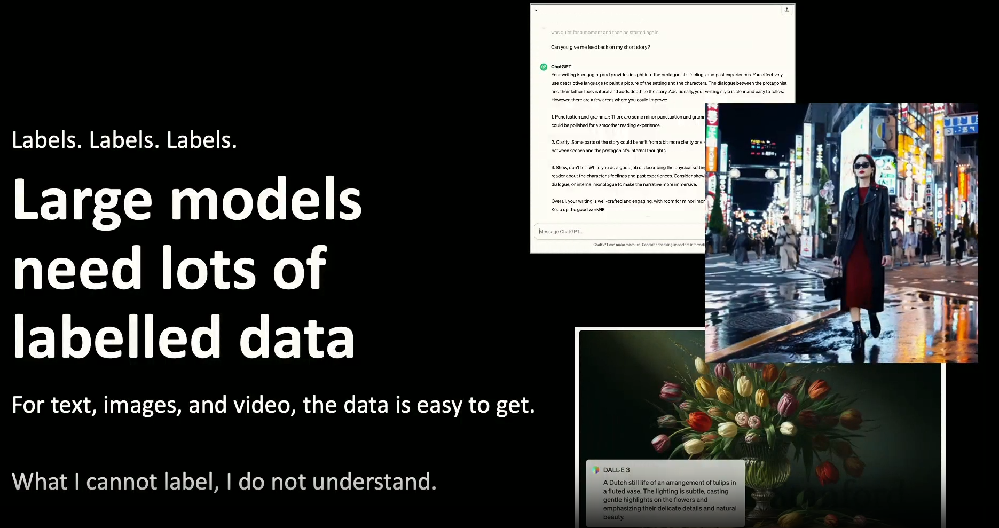 Labels. Labels. Labels.
Large models
need lots of
labelled data
For text, images, and video, the data is easy to get.
What I cannot label, I do not understand.
was quiet for a moment and then he started again.
Can you give me feedback on my short story?
ChatGPT
Your writing is engaging and provides insight into the protagonist's feelings and past experiences. You effectively
use descriptive language to paint a picture of the setting and the characters. The dialogue between the protagonist
and their father feels natural and adds depth to the story. Additionally, your writing style is clear and easy to follow.
However, there are a few areas where you could improve:
1. Punctuation and grammar: There are some minor punctuation and gramm
could be polished for a smoother reading experience.
2. Clarity: Some parts of the story could benefit from a bit more clarity or el
between scenes and the protagonist's internal thoughts.
3. Show, don't tell: While you do a good job of describing the physical setting
reader about the character's feelings and past experiences. Consider show
dialogue, or internal monologue to make the narrative more immersive.
Overall, your writing is well-crafted and engaging, with room for minor impr
Keep up the good work!
Message ChatGPT...
ChatGPT can make mistakes. Consider checking important informat
DALL·E 3
A Dutch still life of an arrangement of tulips in
a fluted vase. The lighting is subtle, casting
gentle highlights on the flowers and
emphasizing their delicate details and natural
beauty.